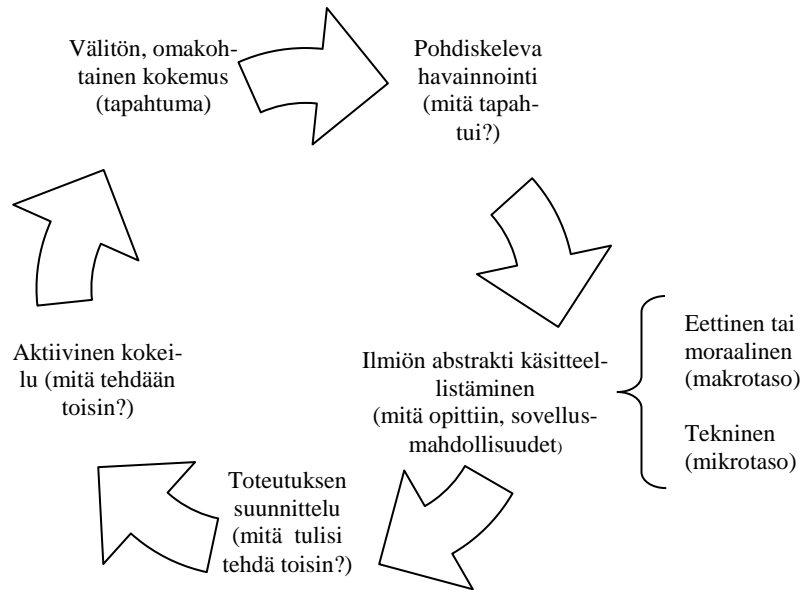 Välitön, omakoh-
tainen kokemus
(tapahtuma)
Pohdiskeleva
havainnointi
(mitä tapah-
tui?)
Ilmiön abstrakti käsitteel-
listäminen
(mitä opittiin, sovellus-
mahdollisuudet)
Eettinen tai
moraalinen
(makrotaso)
Tekninen
(mikrotaso)
Toteutuksen
suunnittelu
(mitä tulisi
tehdä toisin?)
Aktiivinen kokei-
lu (mitä tehdään
toisin?)